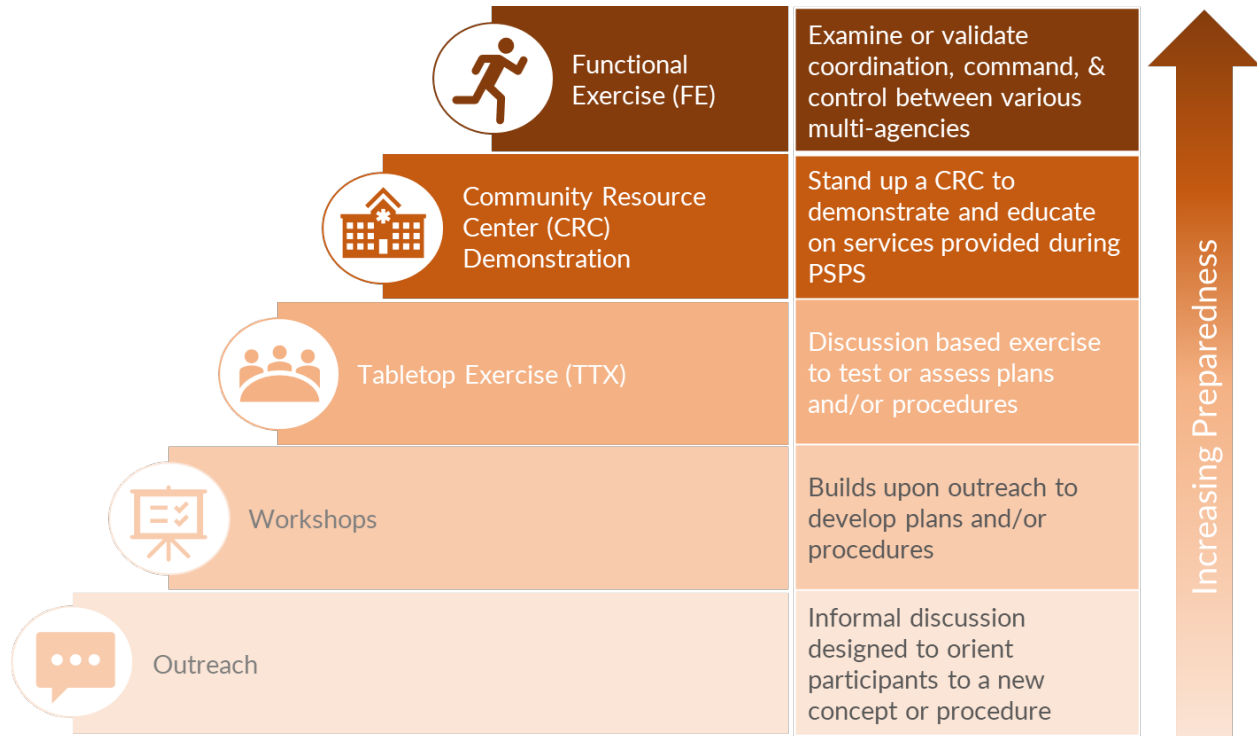 Functional
Exercise (FE)
Examine or validate
coordination, command, &
control between various
multi-agencies
Community Resource
Center (CRC)
Demonstration
Stand up a CRC to
demonstrate and educate
on services provided during
PSPS
Tabletop Exercise (TTX)
Discussion based exercise
to test or assess plans
and/or procedures
Workshops
Builds upon outreach to
develop plans and/or
procedures
Outreach
Informal discussion
designed to orient
participants to a new
concept or procedure
Increasing Preparedness